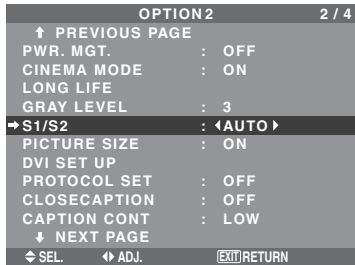 OPTION2 2/4
↑ PREVIOUS PAGE
PWR. MGT. : OFF
CINEMA MODE : ON
LONG LIFE
GRAY LEVEL : 3
→S1/S2 : ◀AUTO▶
PICTURE SIZE : ON
DVI SET UP
PROTOCOL SET : OFF
CLOSECAPTION : OFF
CAPTION CONT : LOW
↓ NEXT PAGE
SEL. ADJ. EXIT RETURN